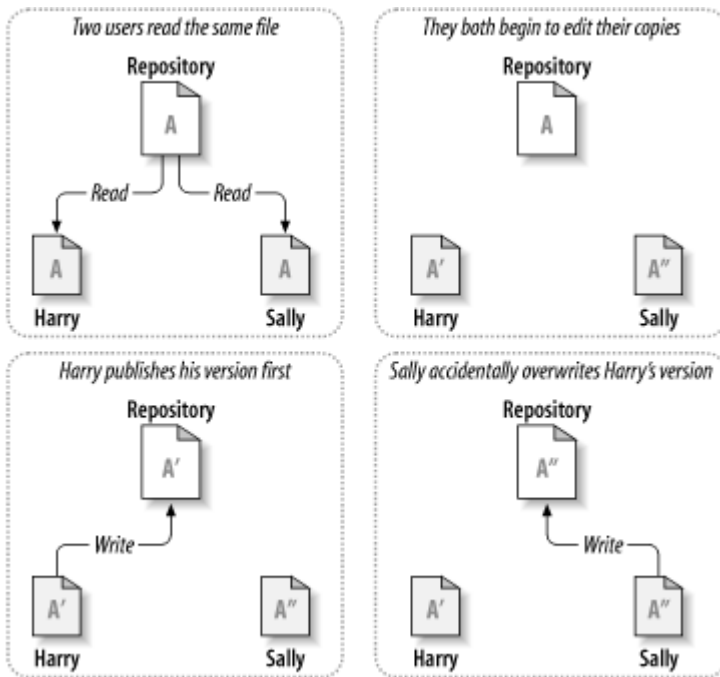 Two users read the same file
Repository
A
Read Read
A A
Harry Sally
They both begin to edit their copies
Repository
A
A′ A″
Harry Sally
Harry publishes his version first
Repository
A′
Write
A′ A″
Harry Sally
Sally accidentally overwrites Harry's version
Repository
A″
Write
A′ A″
Harry Sally